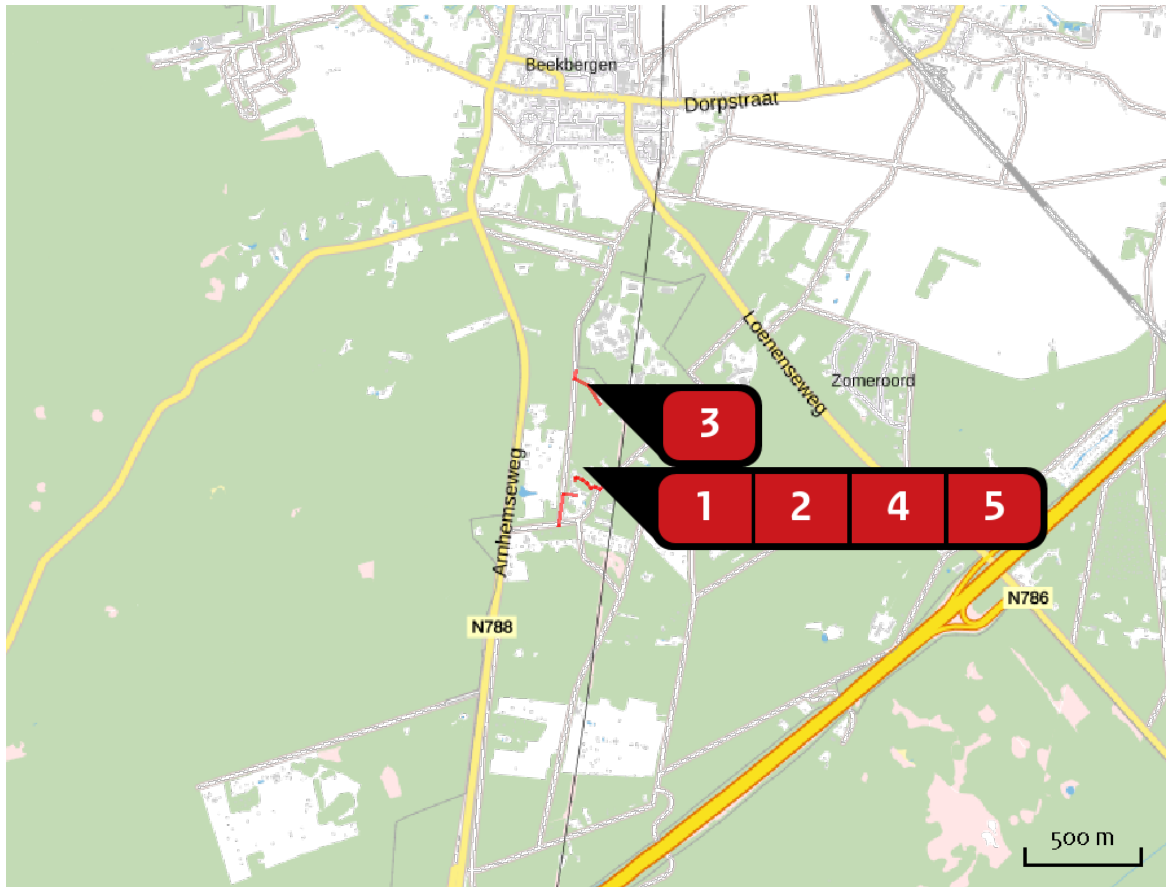 Beekbergen
Dorpstraat
Loenenseweg
Zomeroord
3
Arnhemseweg
1 2 4 5
N786
N788
500 m